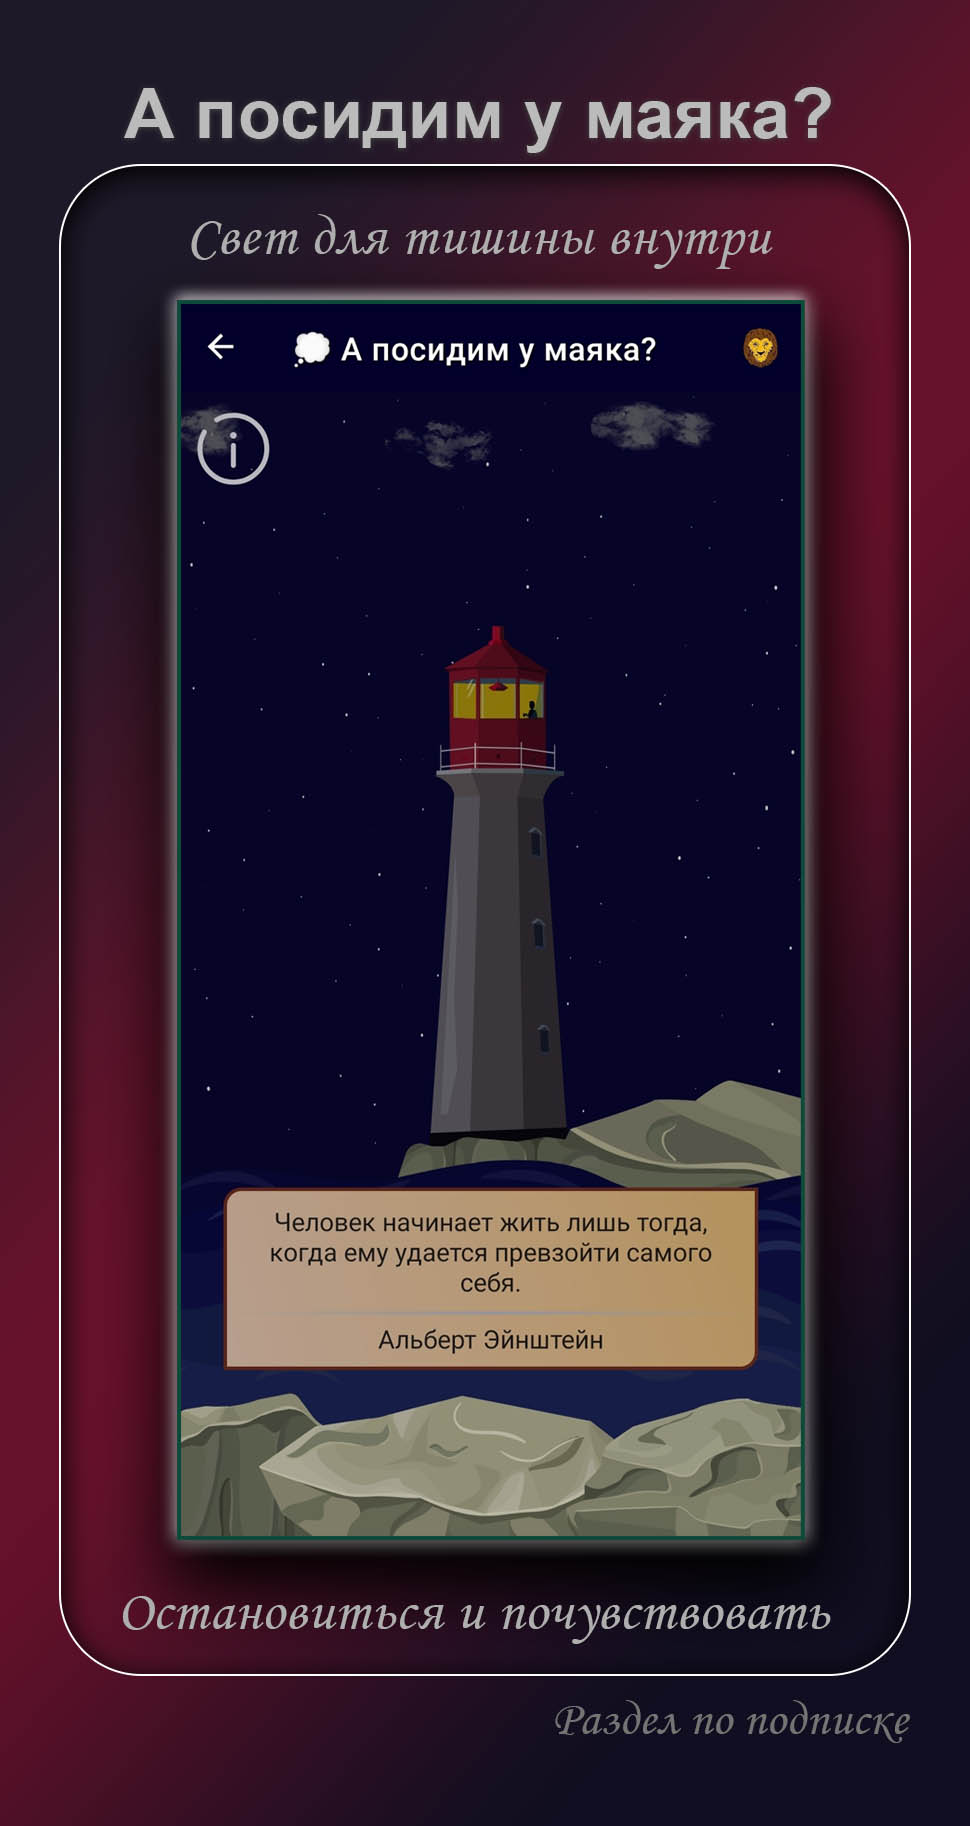 А посидим у маяка?
Свет для тишины внутри
А посидим у маяка?
Человек начинает жить лишь тогда,
когда ему удается превзойти самого
себя.
Альберт Эйнштейн
Остановиться и почувствовать
Раздел по подписке